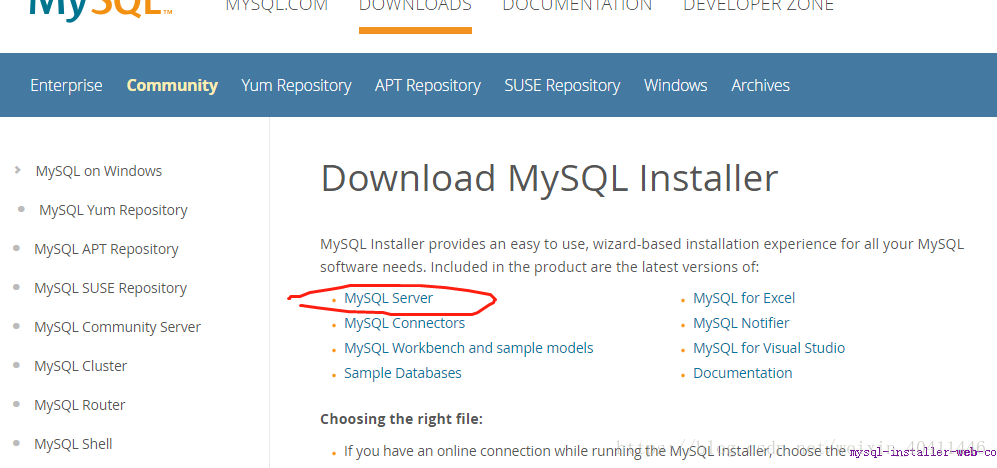 MySQL™
MYSQL.COM DOWNLOADS DOCUMENTATION DEVELOPER ZONE
Enterprise Community Yum Repository APT Repository SUSE Repository Windows Archives
MySQL on Windows
MySQL Yum Repository
MySQL APT Repository
MySQL SUSE Repository
MySQL Community Server
MySQL Cluster
MySQL Router
MySQL Shell
Download MySQL Installer
MySQL Installer provides an easy to use, wizard-based installation experience for all your MySQL
software needs. Included in the product are the latest versions of:
MySQL Server
MySQL Connectors
MySQL Workbench and sample models
Sample Databases
MySQL for Excel
MySQL Notifier
MySQL for Visual Studio
Documentation
Choosing the right file:
If you have an online connection while running the MySQL Installer, choose the mysql-installer-web-co
https://blog.csdn.net/weixin_40411446